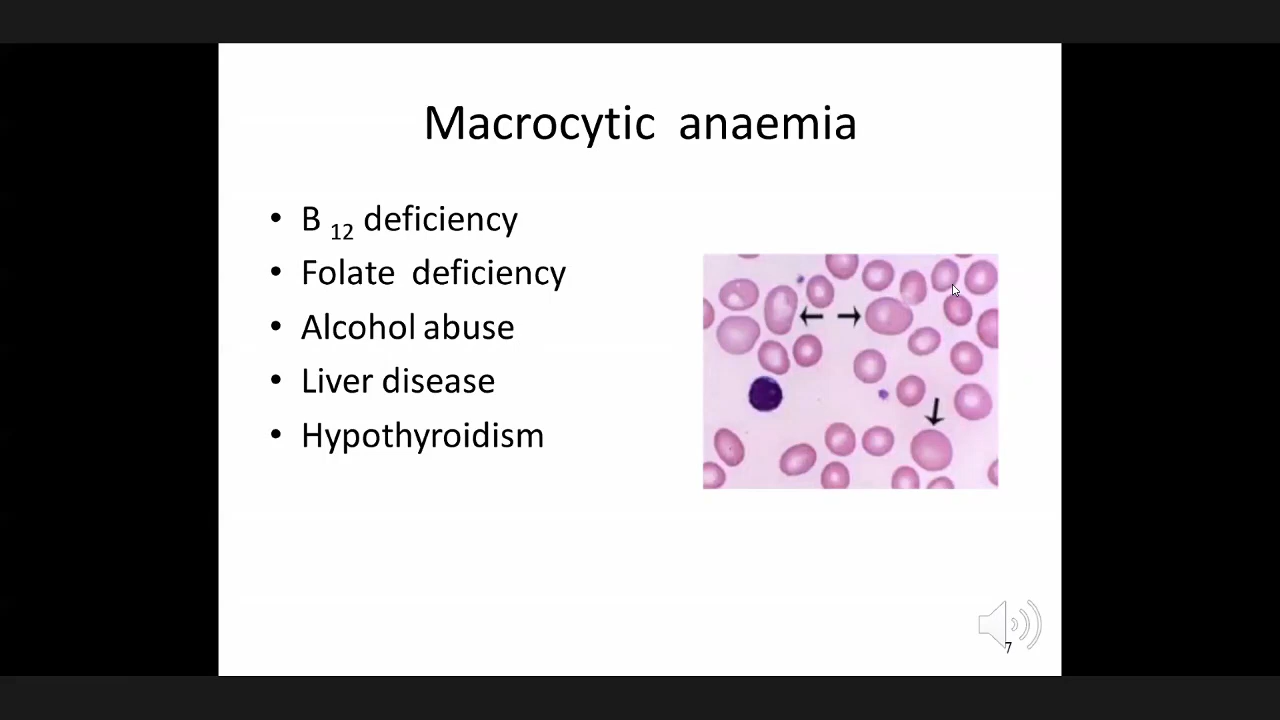 Macrocytic anaemia
• B 12 deficiency
• Folate deficiency
• Alcohol abuse
• Liver disease
• Hypothyroidism
7